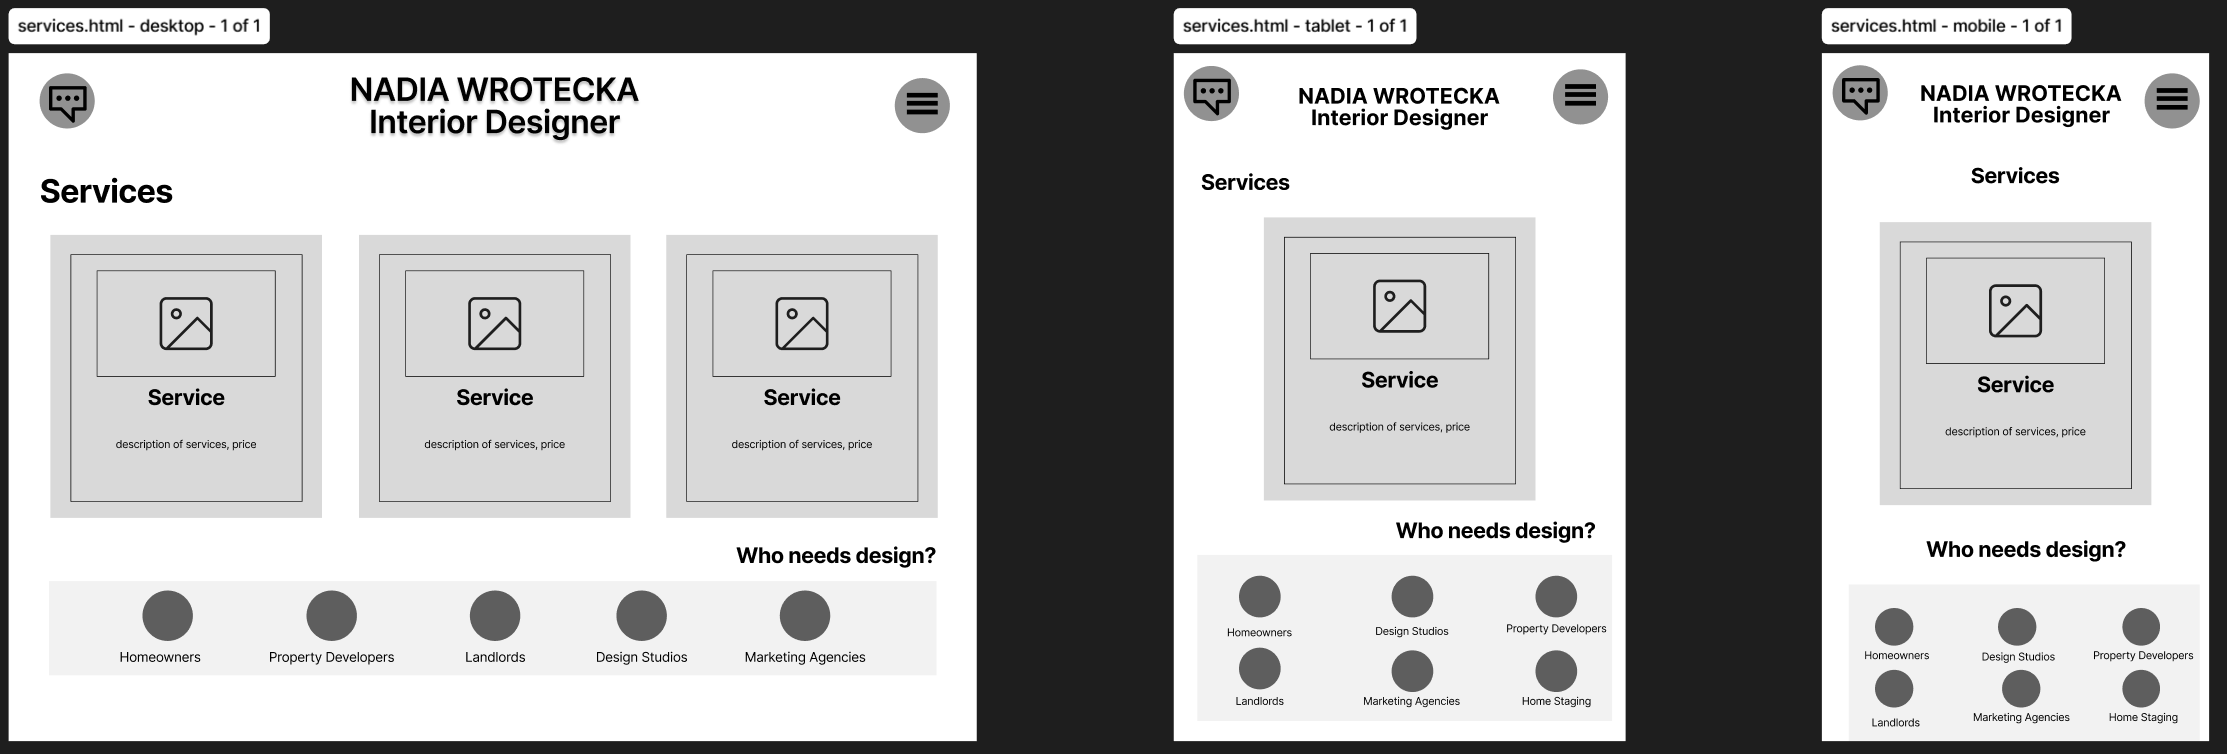 services.html - desktop - 1 of 1
NADIA WROTECKA
Interior Designer
Services
Service
description of services, price
Service
description of services, price
Service
description of services, price
Who needs design?
Homeowners
Property Developers
Landlords
Design Studios
Marketing Agencies
services.html - tablet - 1 of 1
NADIA WROTECKA
Interior Designer
Services
Service
description of services, price
Who needs design?
Homeowners
Design Studios
Property Developers
Landlords
Marketing Agencies
Home Staging
services.html - mobile - 1 of 1
NADIA WROTECKA
Interior Designer
Services
Service
description of services, price
Who needs design?
Homeowners
Design Studios
Property Developers
Landlords
Marketing Agencies
Home Staging